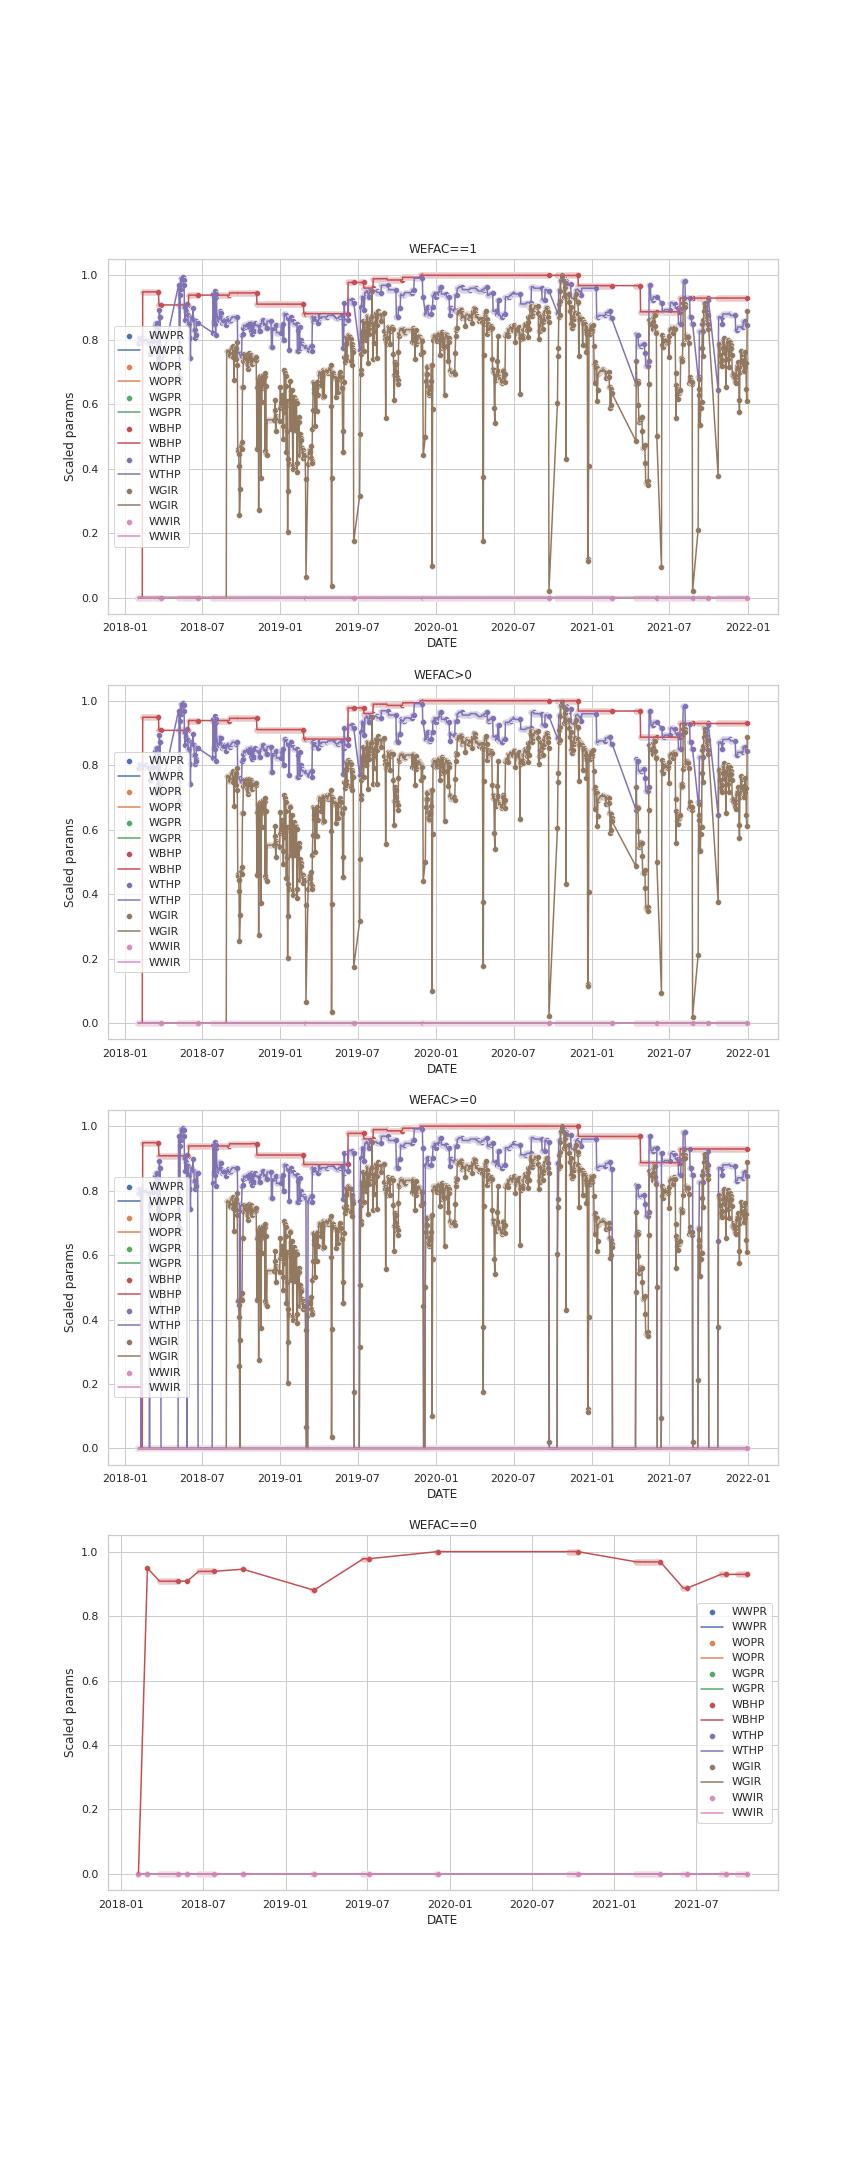 WEFAC==1
1.0
0.8
0.6
0.4
0.2
0.0
Scaled params
WWPR
WWPR
WOPR
WOPR
WGPR
WGPR
WBHP
WBHP
WTHP
WTHP
WGIR
WGIR
WWIR
WWIR
2018-01 2018-07 2019-01 2019-07 2020-01 2020-07 2021-01 2021-07 2022-01
DATE
WEFAC>0
1.0
0.8
0.6
0.4
0.2
0.0
Scaled params
WWPR
WWPR
WOPR
WOPR
WGPR
WGPR
WBHP
WBHP
WTHP
WTHP
WGIR
WGIR
WWIR
WWIR
2018-01 2018-07 2019-01 2019-07 2020-01 2020-07 2021-01 2021-07 2022-01
DATE
WEFAC>=0
1.0
0.8
0.6
0.4
0.2
0.0
Scaled params
WWPR
WWPR
WOPR
WOPR
WGPR
WGPR
WBHP
WBHP
WTHP
WTHP
WGIR
WGIR
WWIR
WWIR
2018-01 2018-07 2019-01 2019-07 2020-01 2020-07 2021-01 2021-07 2022-01
DATE
WEFAC==0
1.0
0.8
0.6
0.4
0.2
0.0
Scaled params
WWPR
WWPR
WOPR
WOPR
WGPR
WGPR
WBHP
WBHP
WTHP
WTHP
WGIR
WGIR
WWIR
WWIR
2018-01 2018-07 2019-01 2019-07 2020-01 2020-07 2021-01 2021-07
DATE